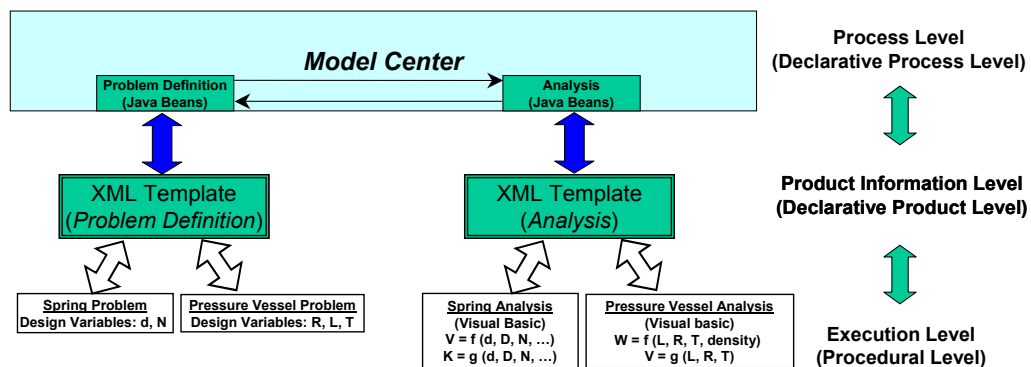 Model Center
Problem Definition
(Java Beans)
Analysis
(Java Beans)
Process Level
(Declarative Process Level)
XML Template
(Problem Definition)
XML Template
(Analysis)
Product Information Level
(Declarative Product Level)
Spring Problem
Design Variables: d, N
Pressure Vessel Problem
Design Variables: R, L, T
Spring Analysis
(Visual Basic)
V = f (d, D, N, …)
K = g (d, D, N, …)
Pressure Vessel Analysis
(Visual basic)
W = f (L, R, T, density)
V = g (L, R, T)
Execution Level
(Procedural Level)